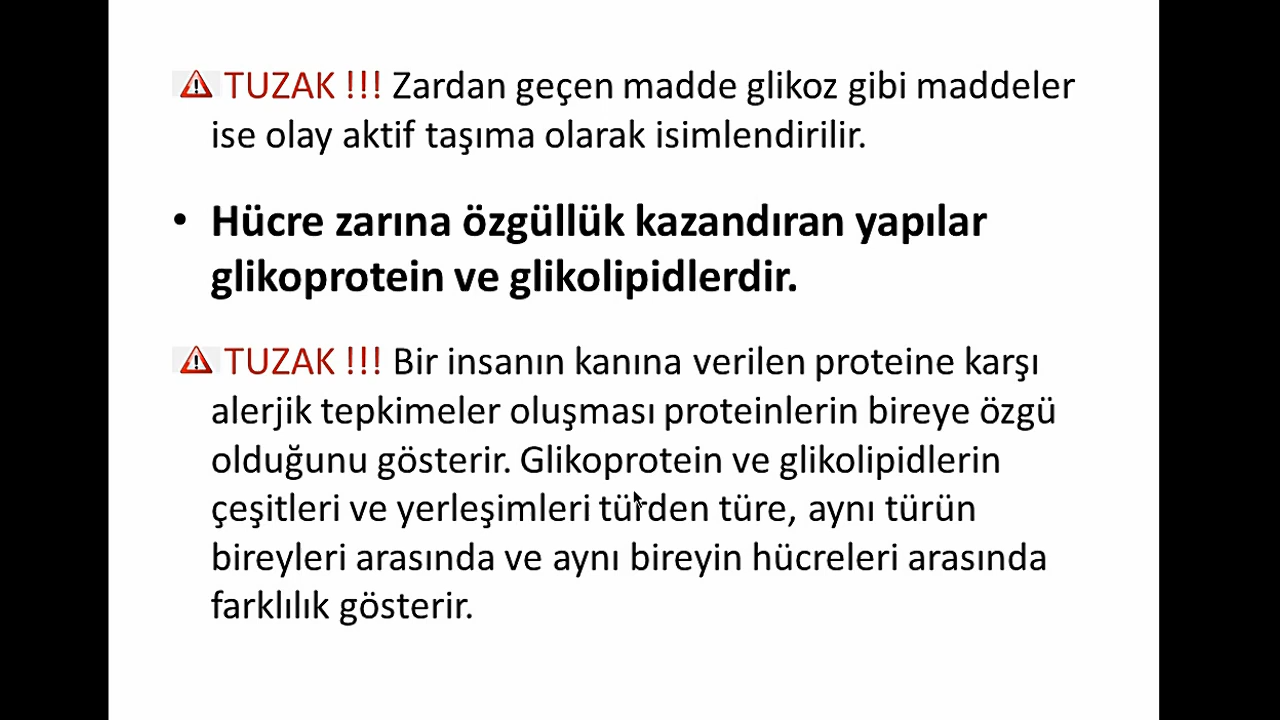 ⚠ TUZAK !!! Zardan geçen madde glikoz gibi maddeler
ise olay aktif taşıma olarak isimlendirilir.
• Hücre zarına özgüllük kazandıran yapılar
glikoprotein ve glikolipidlerdir.
⚠ TUZAK !!! Bir insanın kanına verilen proteine karşı
alerjik tepkimeler oluşması proteinlerin bireye özgü
olduğunu gösterir. Glikoprotein ve glikolipidlerin
çeşitleri ve yerleşimleri türden türe, aynı türün
bireyleri arasında ve aynı bireyin hücreleri arasında
farklılık gösterir.